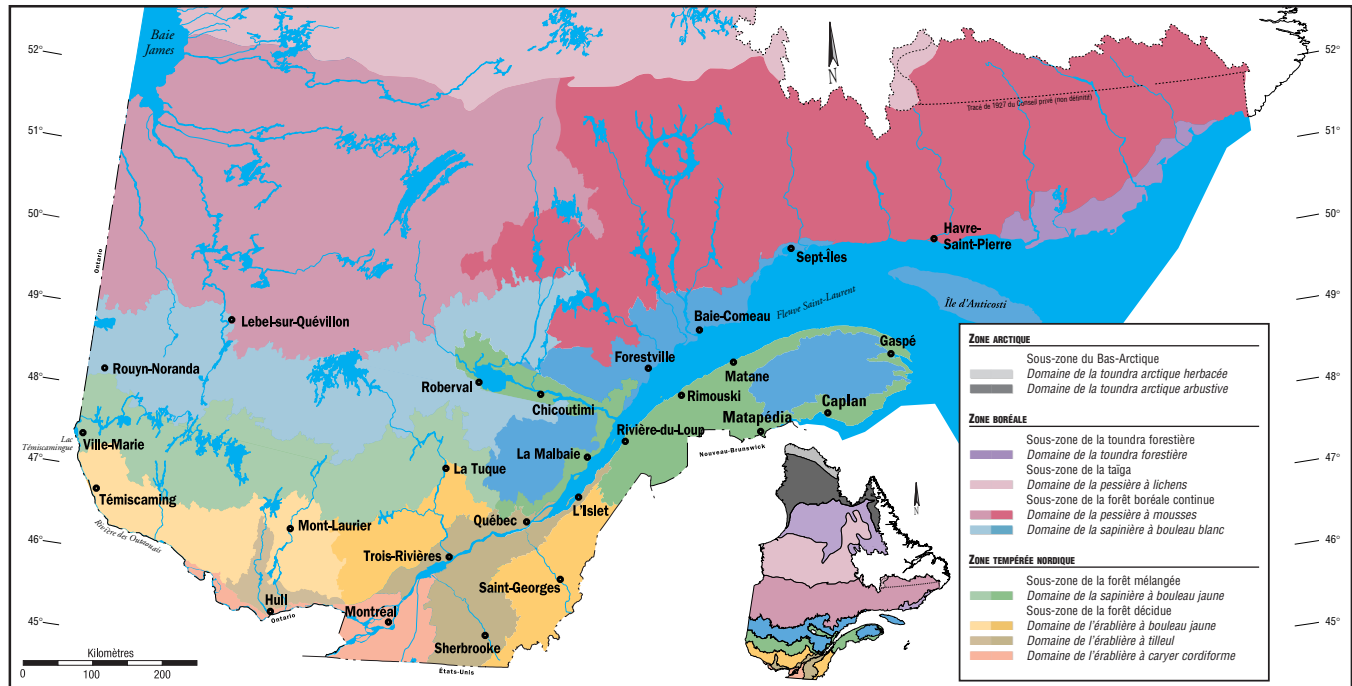 Baie
James
52°
52°
51°
51°
50°
50°
49°
49°
48°
48°
47°
47°
46°
46°
45°
45°
N
Tracé de 1927 du Conseil privé (non définitif)
Ontario
Havre-
Saint-Pierre
Sept-Îles
Île d'Anticosti
Fleuve Saint-Laurent
Baie-Comeau
Lebel-sur-Quévillon
Forestville
Gaspé
Rouyn-Noranda
Roberval
Matane
Chicoutimi
Rimouski
Caplan
Matapédia
Lac
Témiscamingue
Ville-Marie
Rivière-du-Loup
Nouveau-Brunswick
La Malbaie
La Tuque
Témiscaming
L'Islet
Québec
Mont-Laurier
Rivière des Outaouais
Trois-Rivières
Saint-Georges
Hull
Ontario
Montréal
Sherbrooke
États-Unis
Kilomètres
0 100 200
N
ZONE ARCTIQUE
Sous-zone du Bas-Arctique
Domaine de la toundra arctique herbacée
Domaine de la toundra arctique arbustive
ZONE BORÉALE
Sous-zone de la toundra forestière
Domaine de la toundra forestière
Sous-zone de la taïga
Domaine de la pessière à lichens
Sous-zone de la forêt boréale continue
Domaine de la pessière à mousses
Domaine de la sapinière à bouleau blanc
ZONE TEMPÉRÉE NORDIQUE
Sous-zone de la forêt mélangée
Domaine de la sapinière à bouleau jaune
Sous-zone de la forêt décidue
Domaine de l'érablière à bouleau jaune
Domaine de l'érablière à tilleul
Domaine de l'érablière à caryer cordiforme